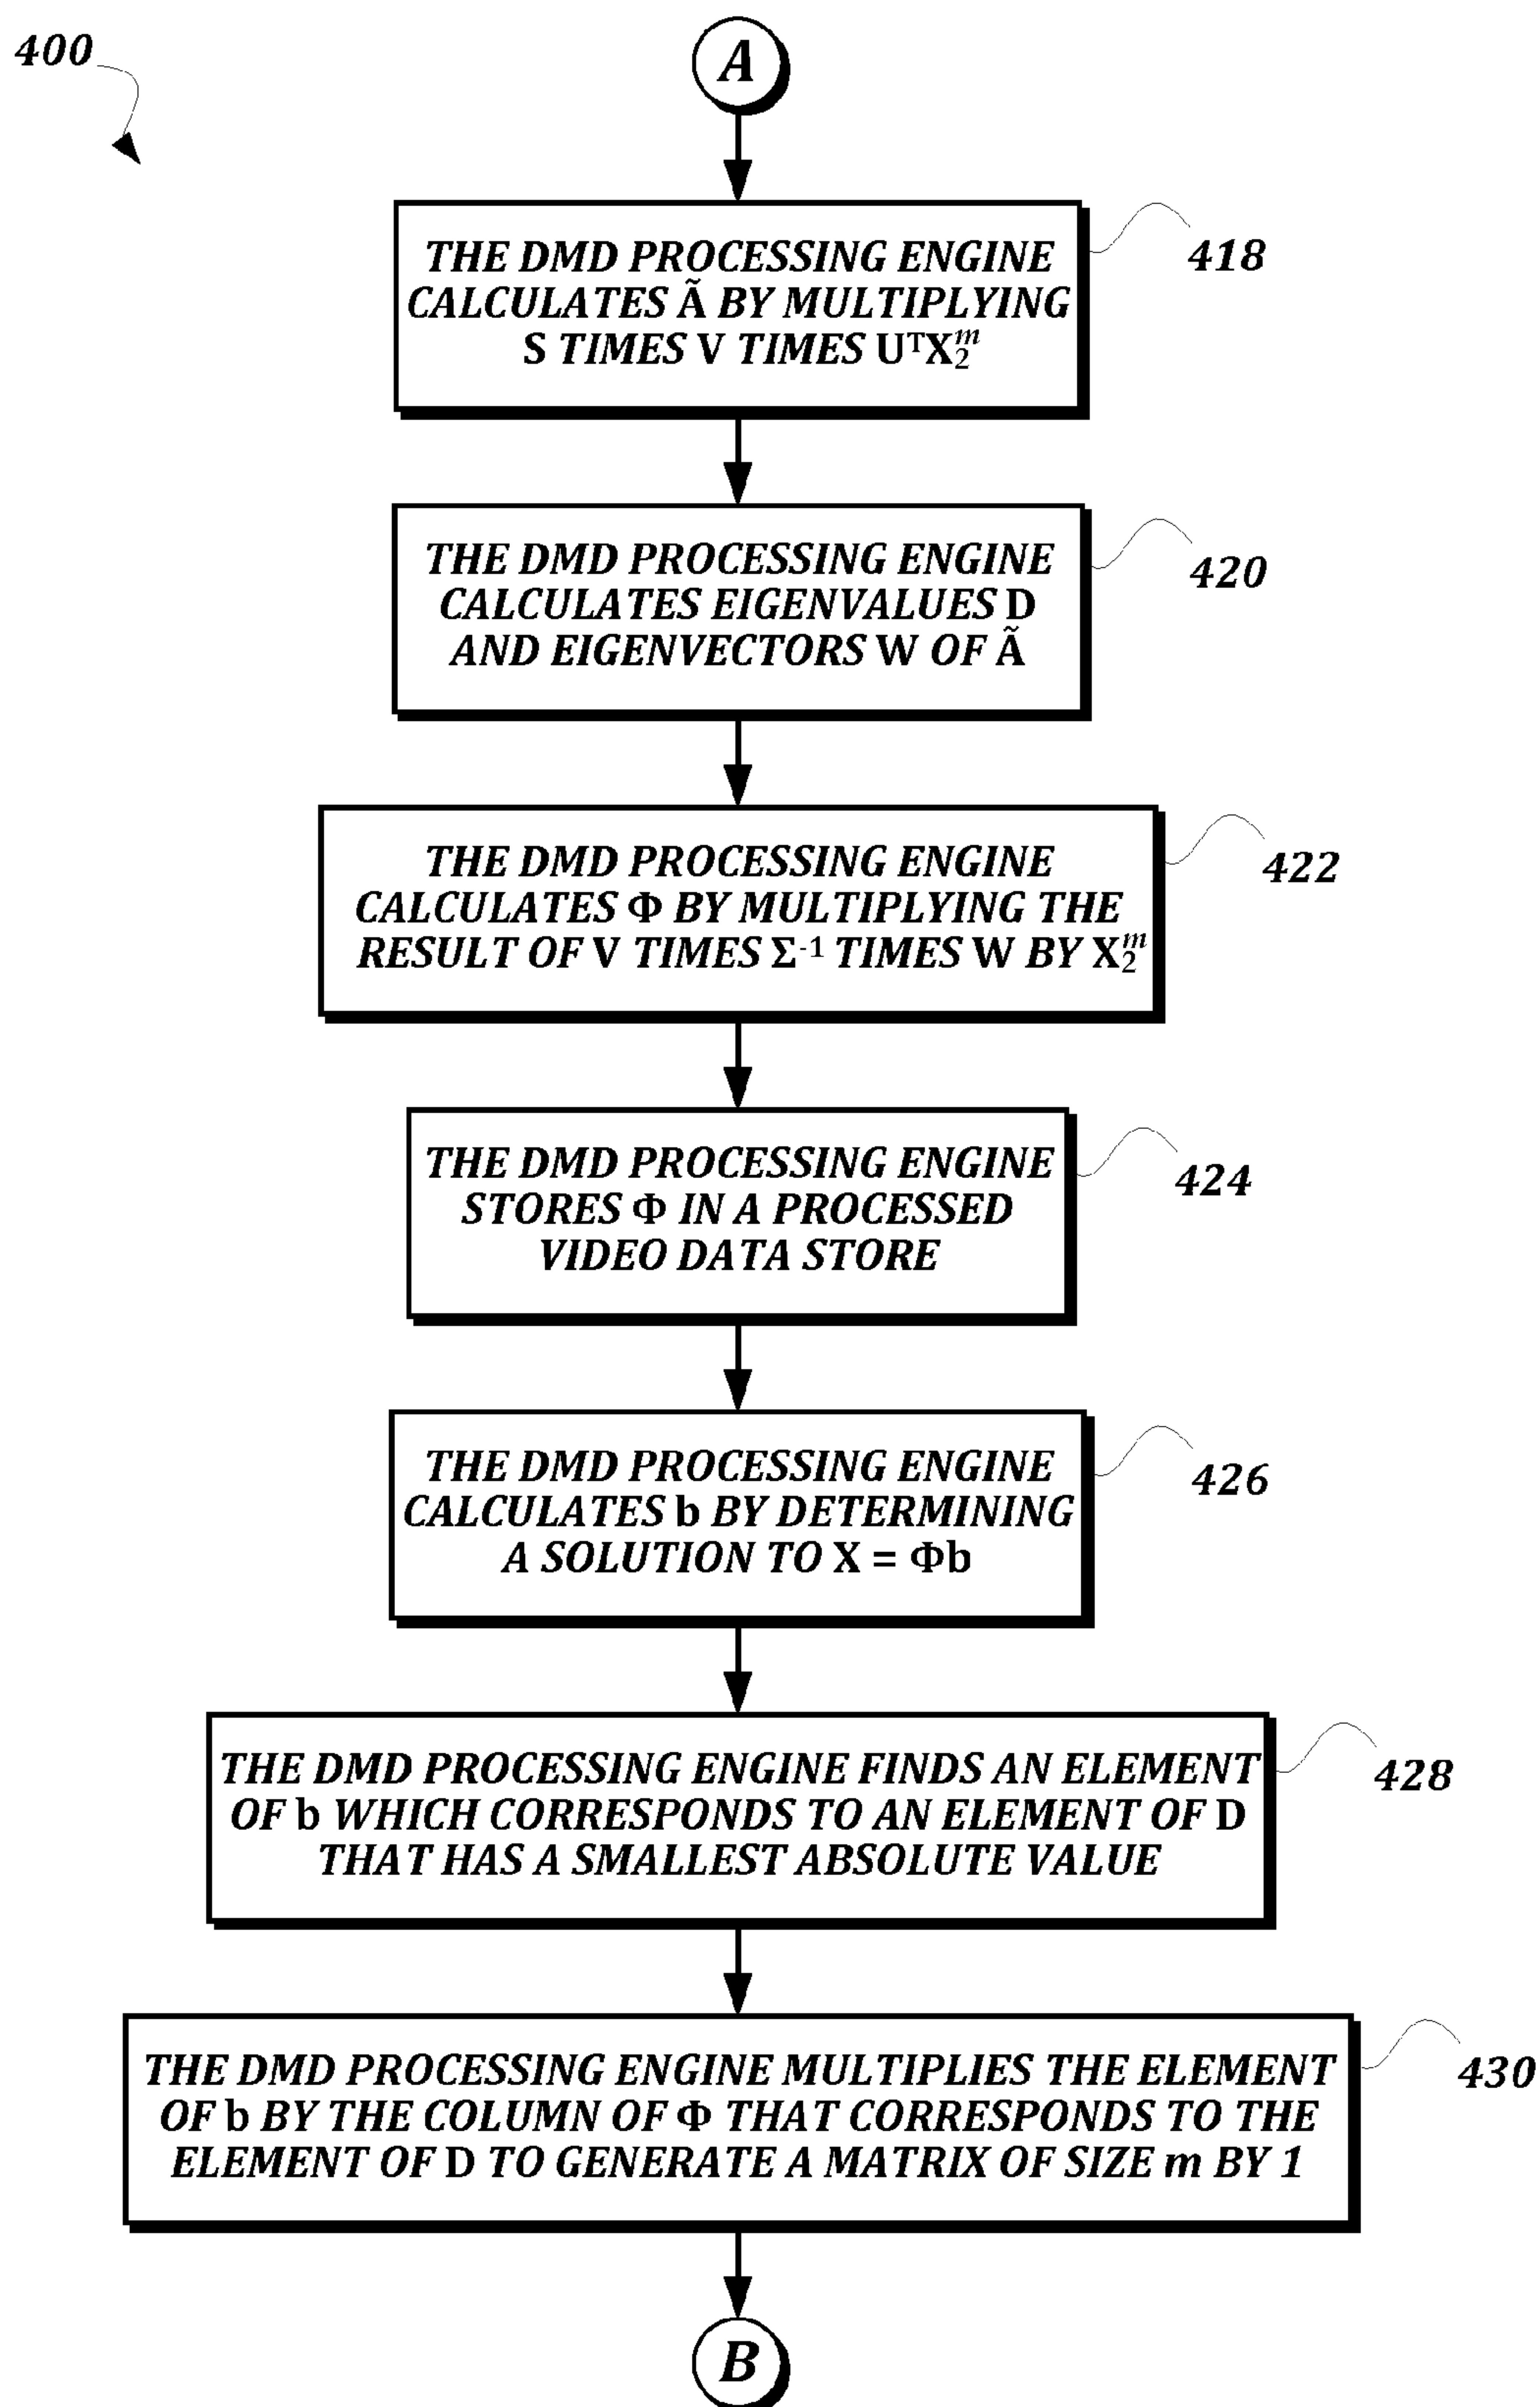 400
A
THE DMD PROCESSING ENGINE
CALCULATES Ã BY MULTIPLYING
S TIMES V TIMES UᵀX₂ᵐ
418
THE DMD PROCESSING ENGINE
CALCULATES EIGENVALUES D
AND EIGENVECTORS W OF Ã
420
THE DMD PROCESSING ENGINE
CALCULATES Φ BY MULTIPLYING THE
RESULT OF V TIMES Σ⁻¹ TIMES W BY X₂ᵐ
422
THE DMD PROCESSING ENGINE
STORES Φ IN A PROCESSED
VIDEO DATA STORE
424
THE DMD PROCESSING ENGINE
CALCULATES b BY DETERMINING
A SOLUTION TO X = Φb
426
THE DMD PROCESSING ENGINE FINDS AN ELEMENT
OF b WHICH CORRESPONDS TO AN ELEMENT OF D
THAT HAS A SMALLEST ABSOLUTE VALUE
428
THE DMD PROCESSING ENGINE MULTIPLIES THE ELEMENT
OF b BY THE COLUMN OF Φ THAT CORRESPONDS TO THE
ELEMENT OF D TO GENERATE A MATRIX OF SIZE m BY 1
430
B